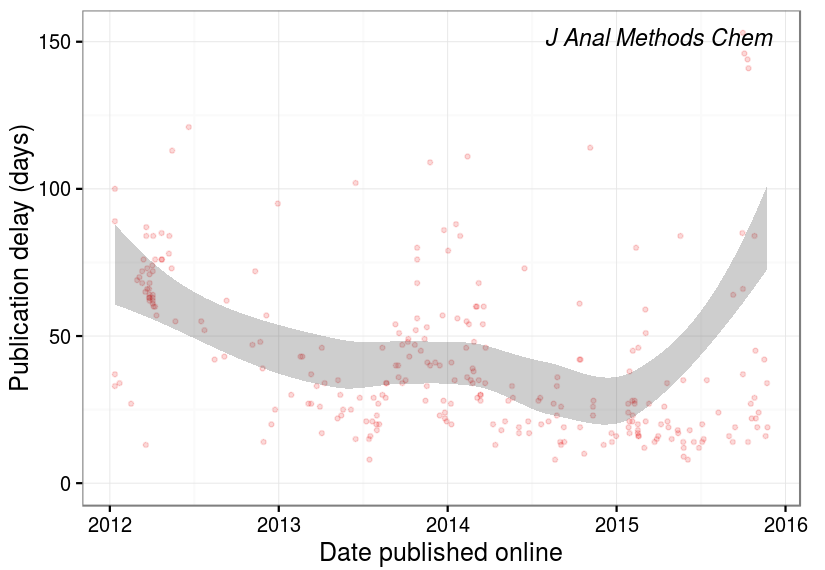 J Anal Methods Chem
Publication delay (days)
150
100
50
0
2012 2013 2014 2015 2016
Date published online